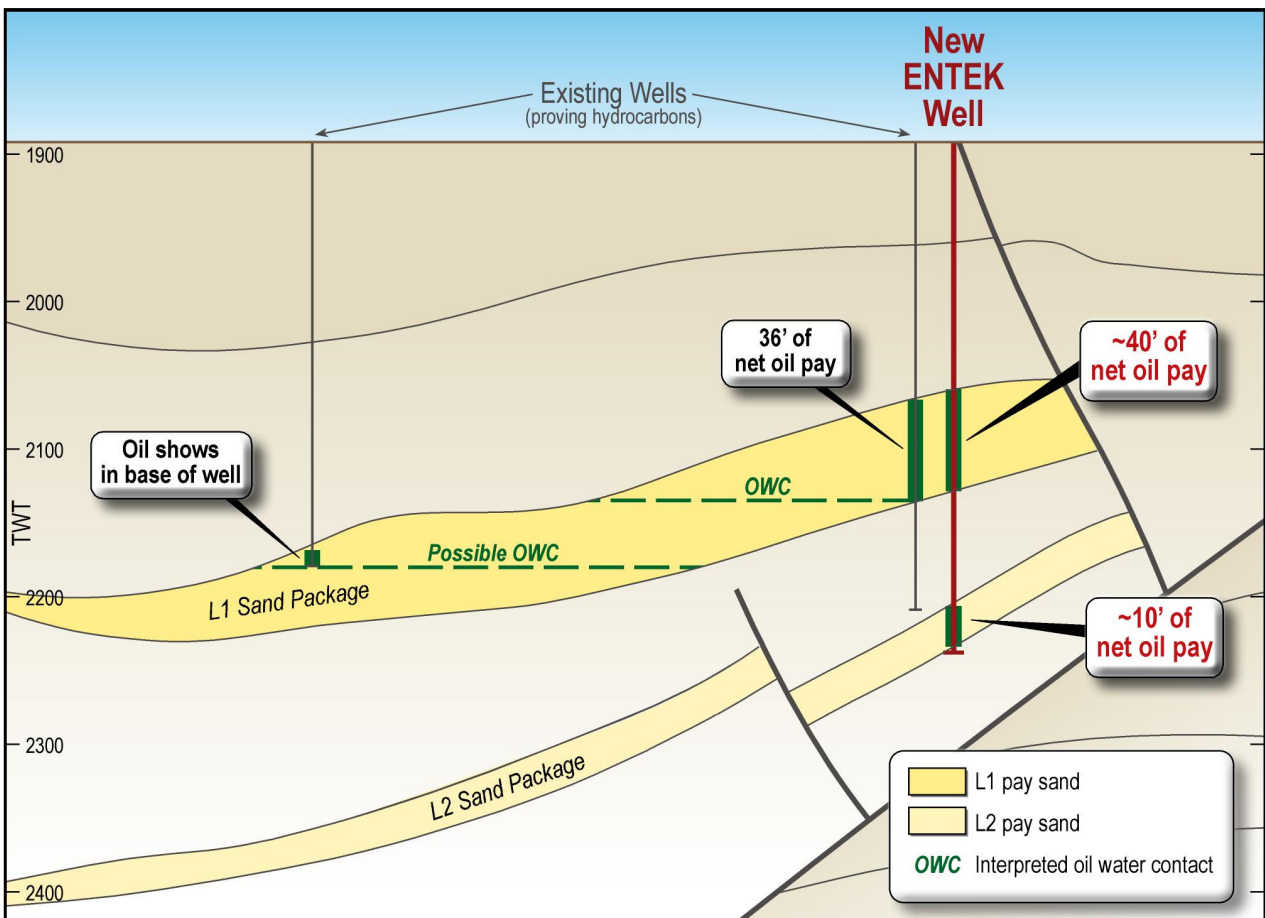 New
ENTEK
Well
Existing Wells
(proving hydrocarbons)
1900
2000
2100
2200
2300
2400
TWT
36’ of
net oil pay
~40’ of
net oil pay
Oil shows
in base of well
OWC
Possible OWC
L1 Sand Package
~10’ of
net oil pay
L2 Sand Package
L1 pay sand
L2 pay sand
OWC Interpreted oil water contact